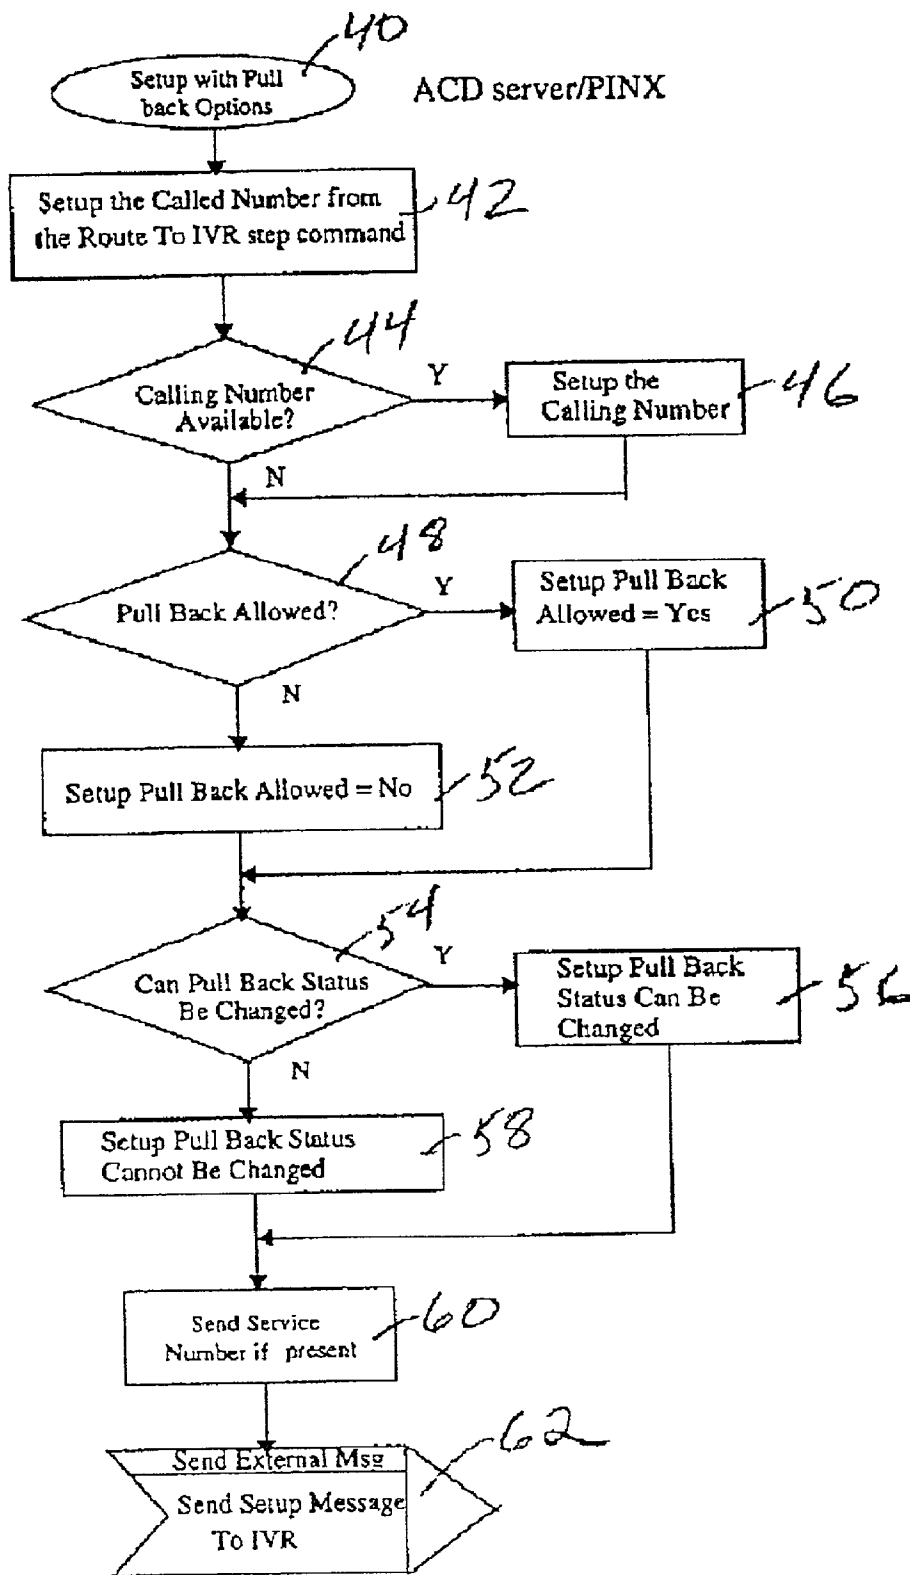 40
Setup with Pull
back Options
ACD server/PINX
Setup the Called Number from
the Route To IVR step command
42
44
Calling Number
Available?
Y
Setup the
Calling Number
46
N
48
Pull Back Allowed?
Y
Setup Pull Back
Allowed = Yes
50
N
Setup Pull Back Allowed = No
52
54
Can Pull Back Status
Be Changed?
Y
Setup Pull Back
Status Can Be
Changed
56
N
Setup Pull Back Status
Cannot Be Changed
58
Send Service
Number if present
60
62
Send External Msg
Send Setup Message
To IVR